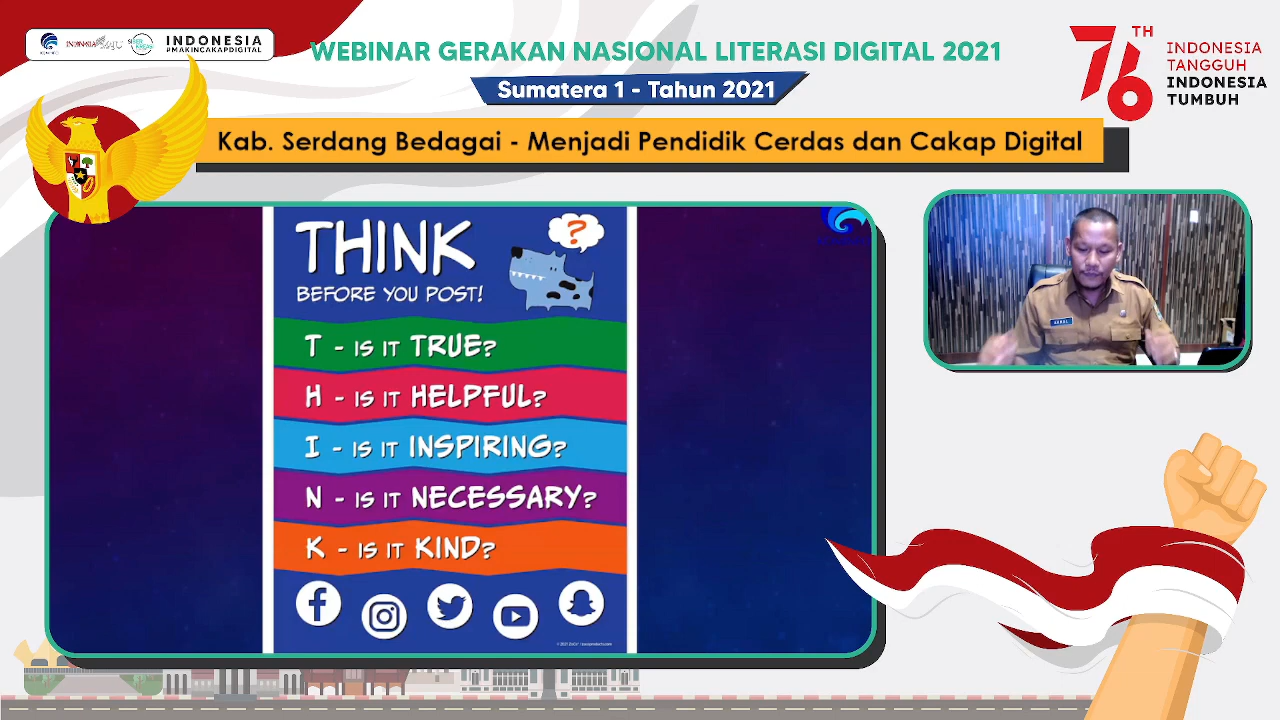 INDONESIA
#MAKINCAKAPDIGITAL
WEBINAR GERAKAN NASIONAL LITERASI DIGITAL 2021
Sumatera 1 - Tahun 2021
Kab. Serdang Bedagai - Menjadi Pendidik Cerdas dan Cakap Digital
76 TH
INDONESIA
TANGGUH
INDONESIA
TUMBUH
THINK
BEFORE YOU POST!
?
T - IS IT TRUE?
H - IS IT HELPFUL?
I - IS IT INSPIRING?
N - IS IT NECESSARY?
K - IS IT KIND?